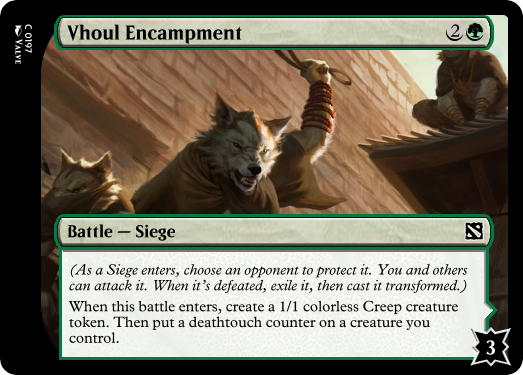 Vhoul Encampment 2
Battle — Siege
(As a Siege enters, choose an opponent to protect it. You and others
can attack it. When it's defeated, exile it, then cast it transformed.)
When this battle enters, create a 1/1 colorless Creep creature
token. Then put a deathtouch counter on a creature you
control.
3
C 0197
VALVE